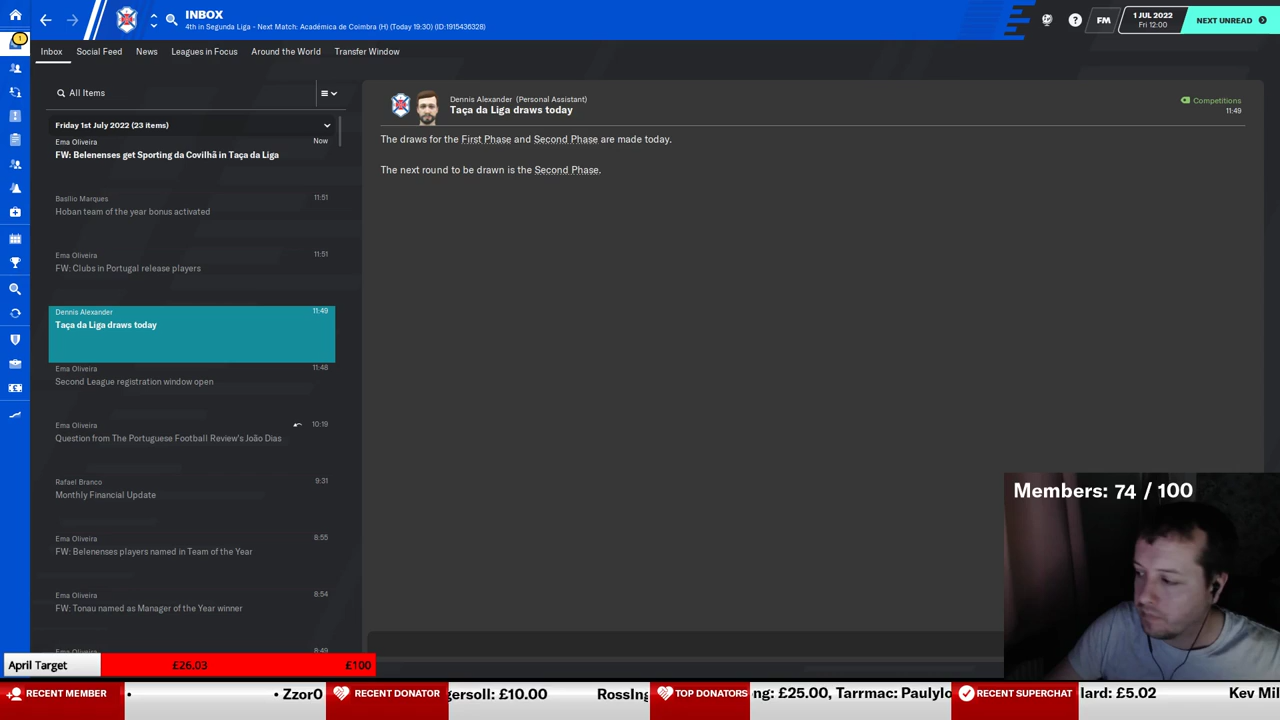 INBOX
4th in Segunda Liga - Next Match: Académica de Coimbra (H) (Today 19:30) (ID:1915436328)
FM
1 JUL 2022
Fri 12:00
NEXT UNREAD
1
Inbox
Social Feed
News
Leagues in Focus
Around the World
Transfer Window
All Items
Friday 1st July 2022 (23 items)
Ema Oliveira
Now
FW: Belenenses get Sporting da Covilhã in Taça da Liga
Basílio Marques
11:51
Hoban team of the year bonus activated
Ema Oliveira
11:51
FW: Clubs in Portugal release players
Dennis Alexander
11:49
Taça da Liga draws today
Ema Oliveira
11:48
Second League registration window open
Ema Oliveira
10:19
Question from The Portuguese Football Review's João Dias
Rafael Branco
9:31
Monthly Financial Update
Ema Oliveira
8:55
FW: Belenenses players named in Team of the Year
Ema Oliveira
8:54
FW: Tonau named as Manager of the Year winner
Ema Oliveira
8:49
Dennis Alexander (Personal Assistant)
Taça da Liga draws today
Competitions
11:49
The draws for the First Phase and Second Phase are made today.
The next round to be drawn is the Second Phase.
Members: 74 / 100
April Target
£26.03
£100
RECENT MEMBER
• • Zzor0
RECENT DONATOR
gersoll: £10.00 RossIng
TOP DONATORS
ng: £25.00, Tarrmac: Paulylo
RECENT SUPERCHAT
lard: £5.02 Kev Mil